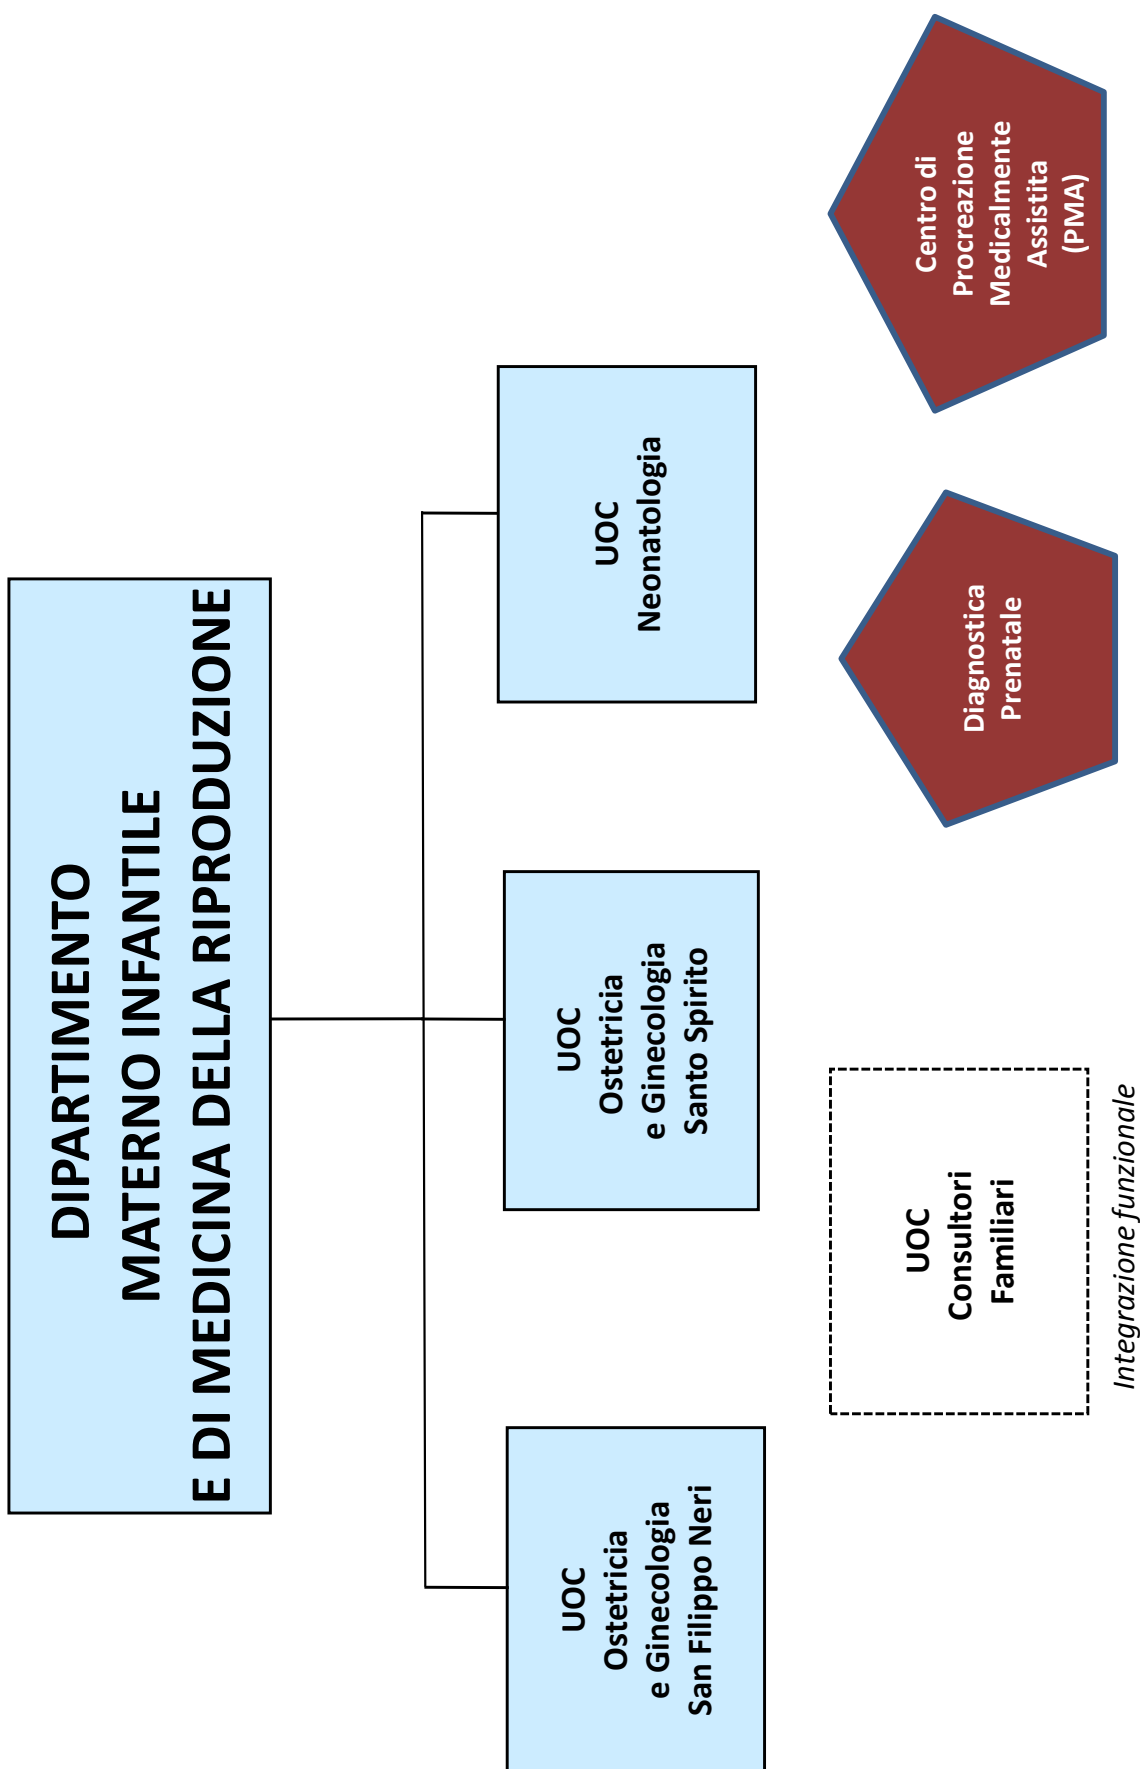 DIPARTIMENTO
MATERNO INFANTILE
E DI MEDICINA DELLA RIPRODUZIONE
UOC
Ostetricia
e Ginecologia
San Filippo Neri
UOC
Ostetricia
e Ginecologia
Santo Spirito
UOC
Neonatologia
UOC
Consultori
Familiari
Integrazione funzionale
Diagnostica
Prenatale
Centro di
Procreazione
Medicalmente
Assistita
(PMA)